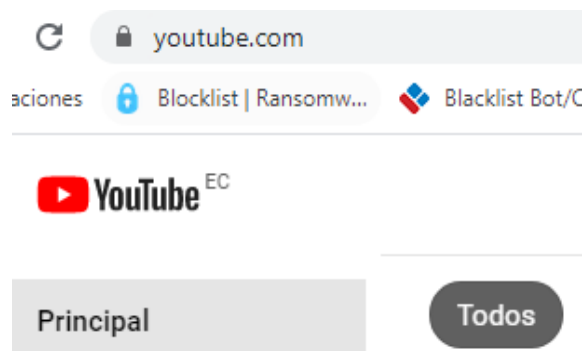 youtube.com
aciones Blocklist | Ransomw... Blacklist Bot/C
YouTube EC
Principal
Todos